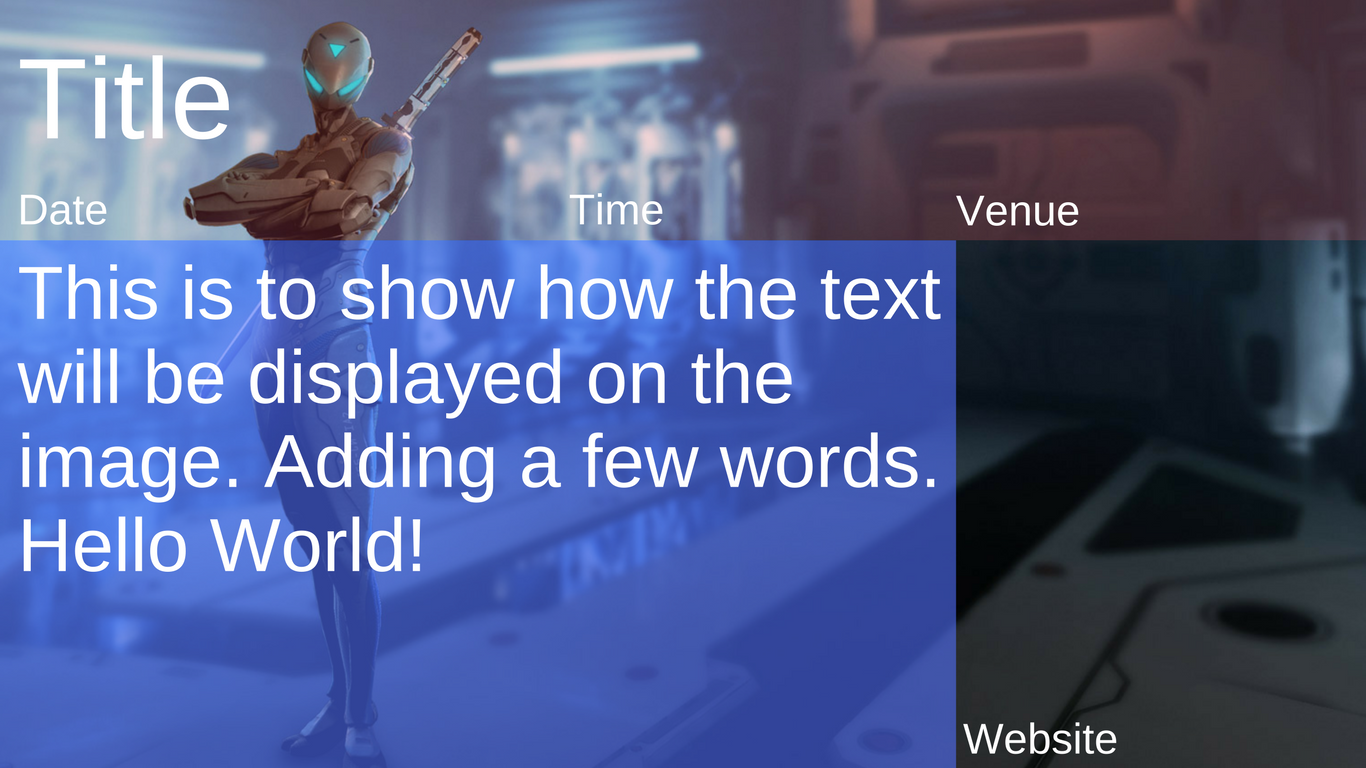 Title
Date
Time
Venue
This is to show how the text
will be displayed on the
image. Adding a few words.
Hello World!
Website